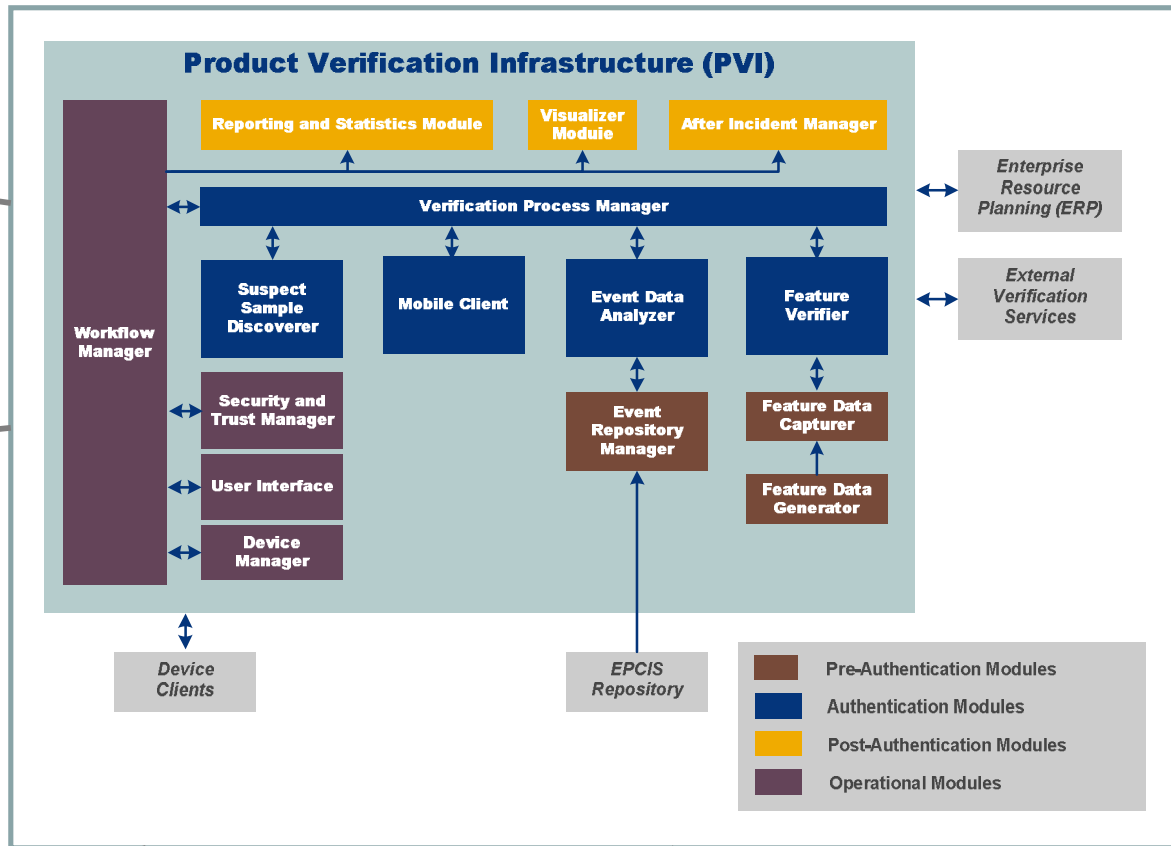 Product Verification Infrastructure (PVI)
Reporting and Statistics Module
Visualizer
Module
After Incident Manager
Enterprise
Resource
Planning (ERP)
Verification Process Manager
Workflow
Manager
Suspect
Sample
Discoverer
Mobile Client
Event Data
Analyzer
Feature
Verifier
External
Verification
Services
Security and
Trust Manager
Event
Repository
Manager
Feature Data
Capturer
User Interface
Feature Data
Generator
Device
Manager
Device
Clients
EPCIS
Repository
Pre-Authentication Modules
Authentication Modules
Post-Authentication Modules
Operational Modules